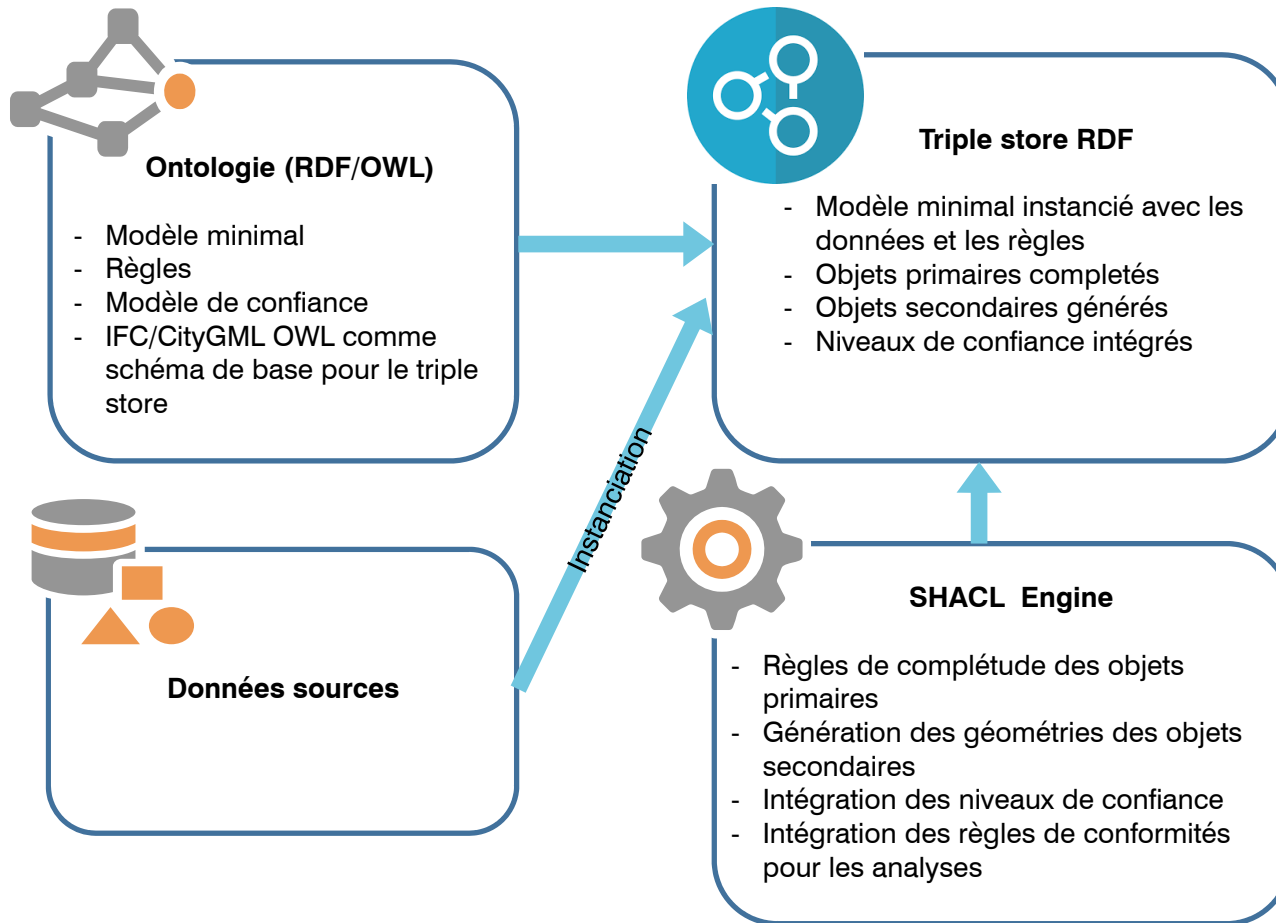 Ontologie (RDF/OWL)
- Modèle minimal
- Règles
- Modèle de confiance
- IFC/CityGML OWL comme
schéma de base pour le triple
store
Triple store RDF
- Modèle minimal instancié avec les
données et les règles
- Objets primaires completés
- Objets secondaires générés
- Niveaux de confiance intégrés
Instanciation
Données sources
SHACL  Engine
- Règles de complétude des objets
primaires
- Génération des géométries des objets
secondaires
- Intégration des niveaux de confiance
- Intégration des règles de conformités
pour les analyses